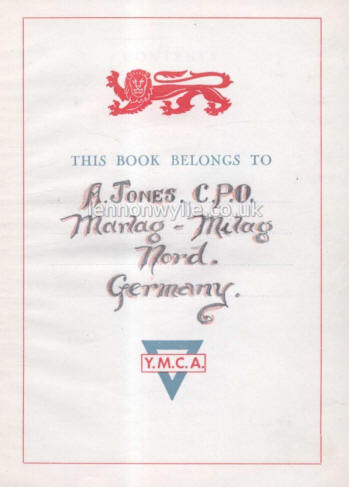 THIS BOOK BELONGS TO
A. JONES. C.P.O.
lennonwylie.co.uk
Marlag - Milag
Nord.
Germany.
Y.M.C.A.